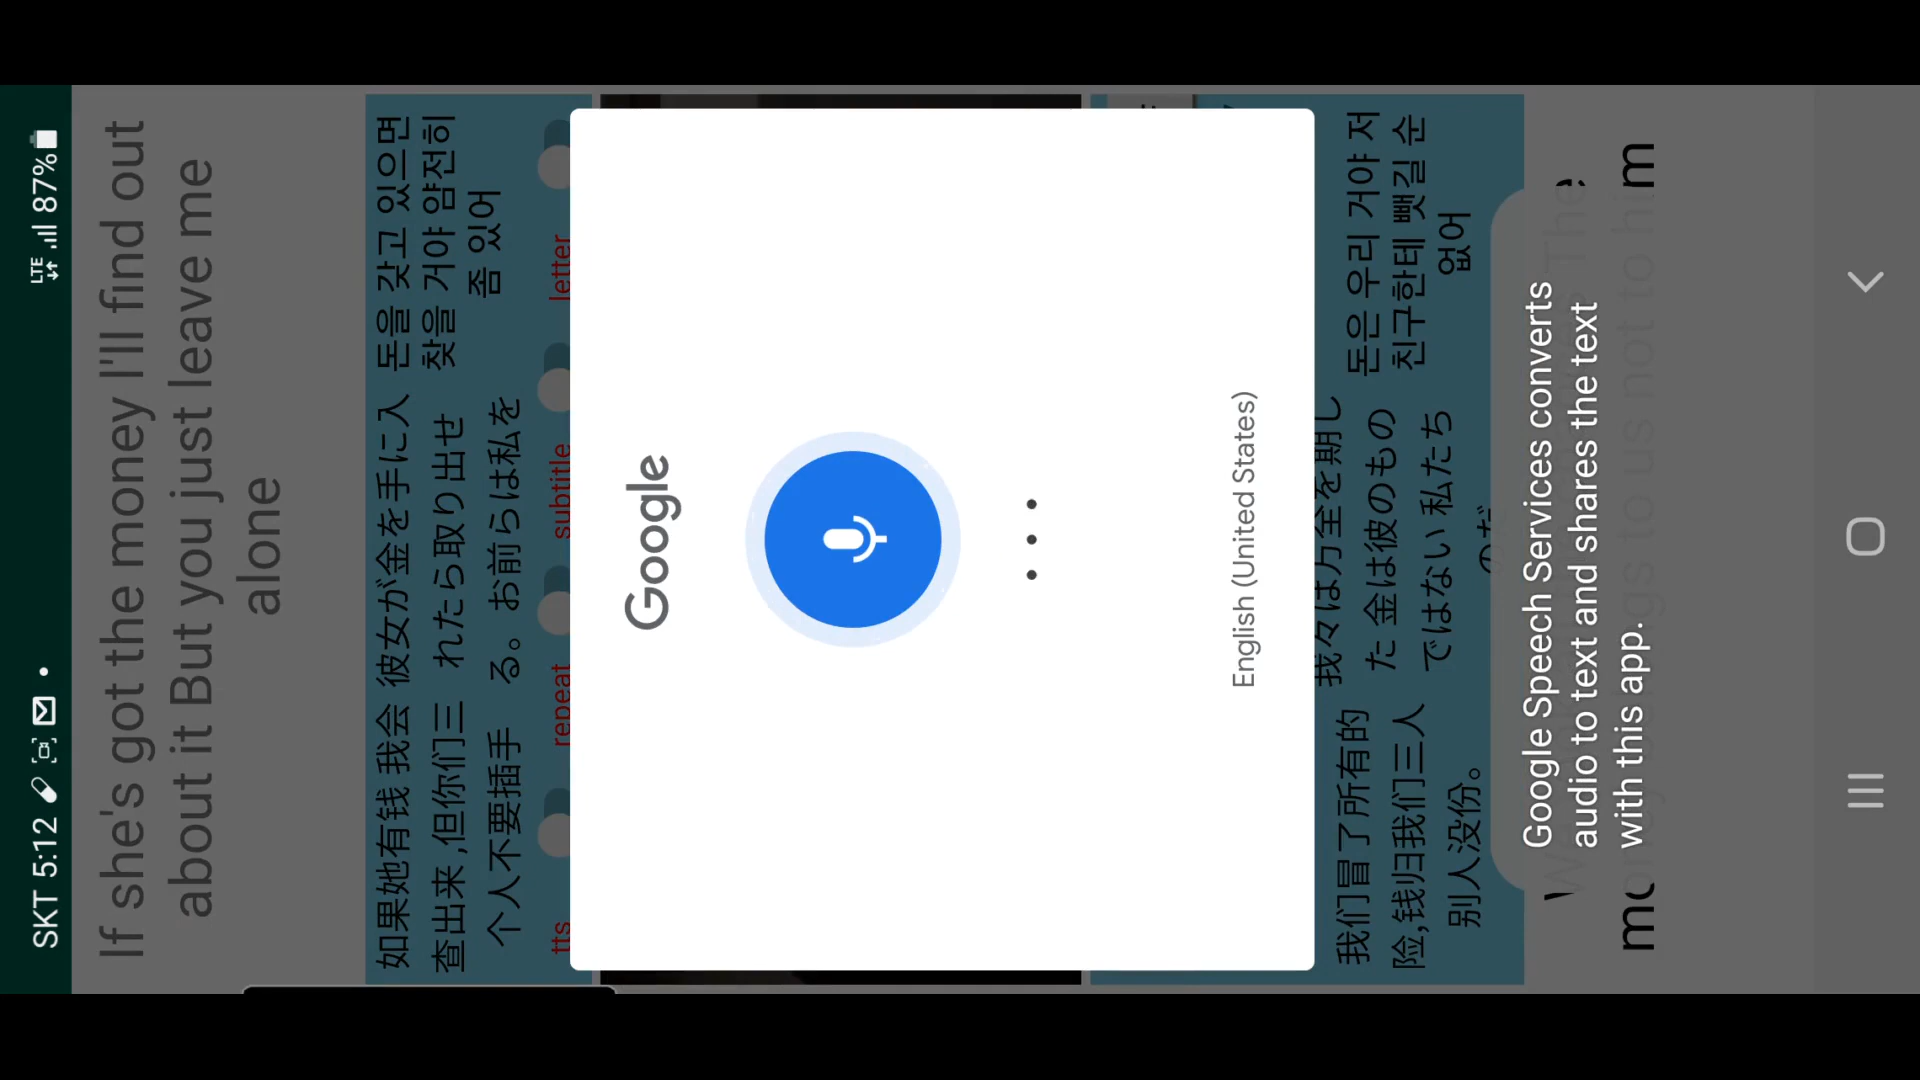 SKT 5:12
LTE
87%
If she's got the money I'll find out
about it But you just leave me
alone
如果她有钱 我会
查出来 ,但你们三
个人不要插手
彼女が金を手に入
れたら取り出せ
る。お前らは私を
돈을 갖고 있으면
찾을 거야 얌전히
좀 있어
tts
repeat
subtitle
letter
Google
English (United States)
我们冒了所有的
险,钱归我们三人
别人没份。
我々は万全を期し
た 金は彼のもの
ではない 私たち
のだ
돈은 우리 거야 저
친구한테 뺏길 순
없어
Google Speech Services converts
audio to text and shares the text
with this app.